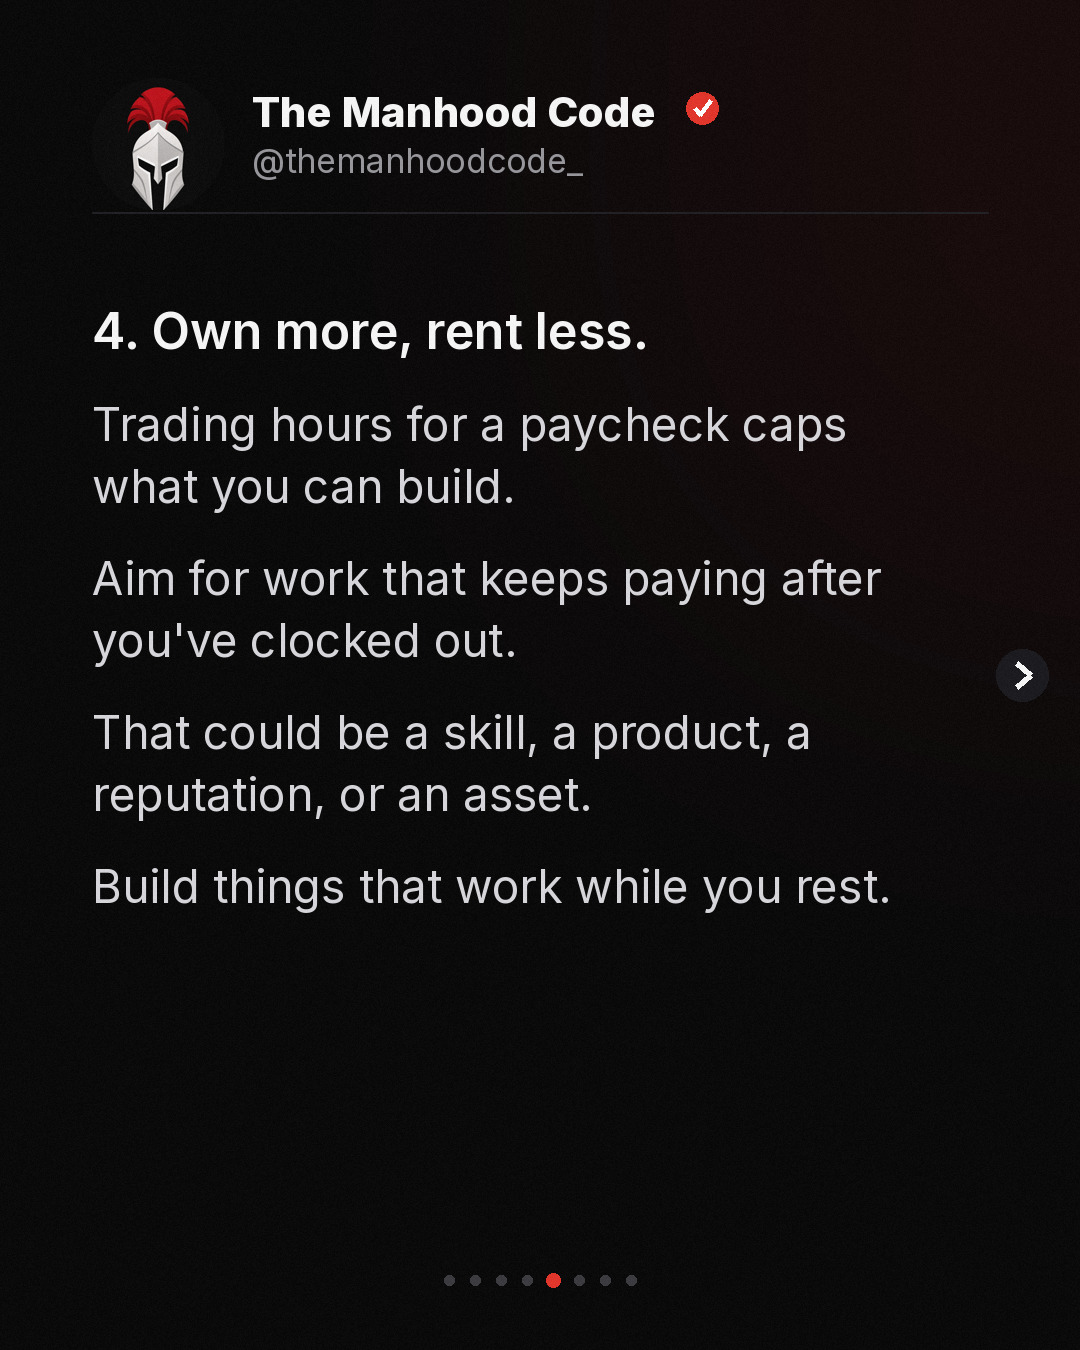 The Manhood Code
@themanhoodcode_
4. Own more, rent less.
Trading hours for a paycheck caps
what you can build.
Aim for work that keeps paying after
you've clocked out.
That could be a skill, a product, a
reputation, or an asset.
Build things that work while you rest.